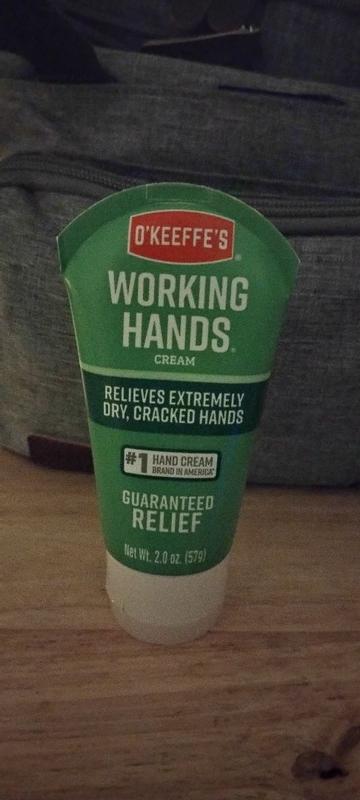 O'KEEFFE'S®
WORKING
HANDS®
CREAM
RELIEVES EXTREMELY
DRY, CRACKED HANDS
#1 HAND CREAM
BRAND IN AMERICA*
GUARANTEED
RELIEF
Net Wt. 2.0 oz. (57g)